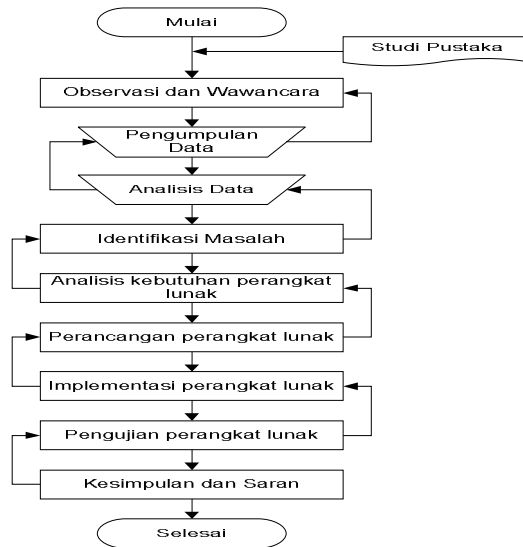 Mulai
Studi Pustaka
Observasi dan Wawancara
Pengumpulan
Data
Analisis Data
Identifikasi Masalah
Analisis kebutuhan perangkat
lunak
Perancangan perangkat lunak
Implementasi perangkat lunak
Pengujian perangkat lunak
Kesimpulan dan Saran
Selesai